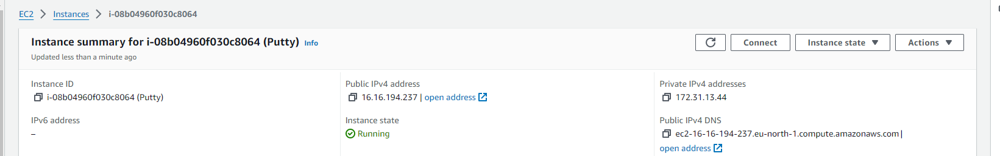 EC2 > Instances > i-08b04960f030c8064
Instance summary for i-08b04960f030c8064 (Putty) Info
Updated less than a minute ago
Connect
Instance state
Actions
Instance ID
i-08b04960f030c8064 (Putty)
Public IPv4 address
16.16.194.237 | open address
Private IPv4 addresses
172.31.13.44
IPv6 address
–
Instance state
Running
Public IPv4 DNS
ec2-16-16-194-237.eu-north-1.compute.amazonaws.com |
open address